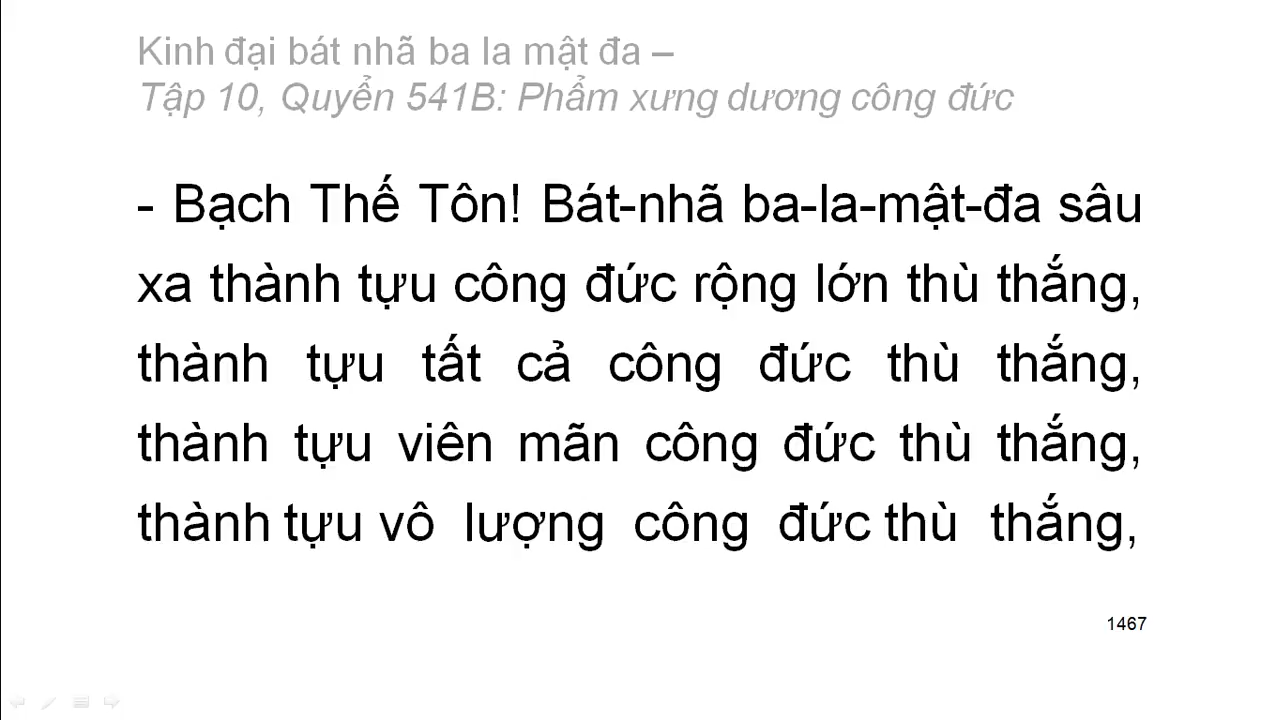 Kinh đại bát nhã ba la mật đa –
Tập 10, Quyển 541B: Phẩm xưng dương công đức
- Bạch Thế Tôn! Bát-nhã ba-la-mật-đa sâu
xa thành tựu công đức rộng lớn thù thắng,
thành tựu tất cả công đức thù thắng,
thành tựu viên mãn công đức thù thắng,
thành tựu vô lượng công đức thù thắng,
1467